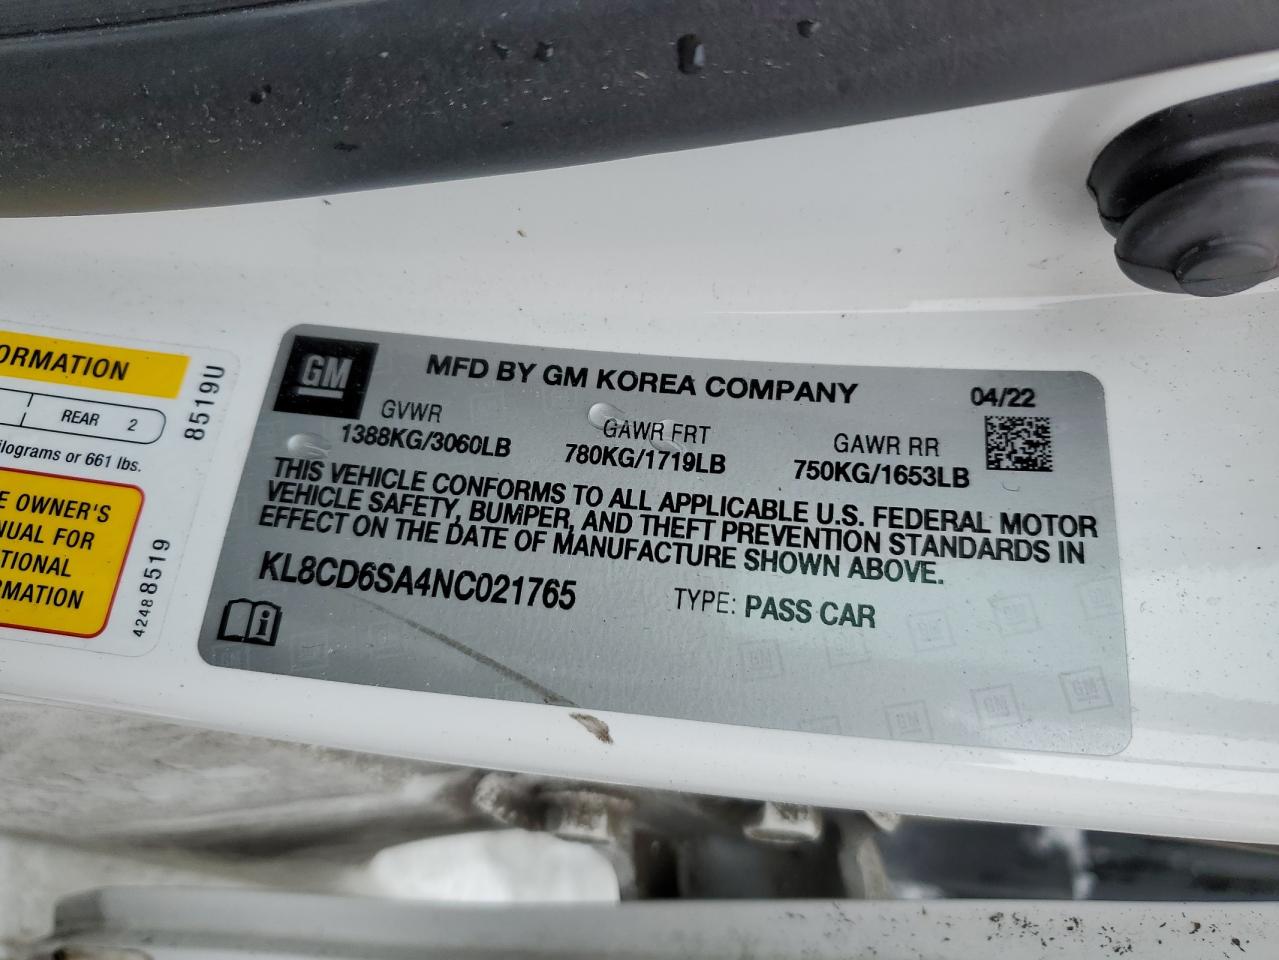 ORMATION
REAR 2
ilograms or 661 lbs.
E OWNER'S
NUAL FOR
TIONAL
RMATION
8519U
42488519
GM
MFD BY GM KOREA COMPANY
04/22
GVWR GAWR FRT GAWR RR
1388KG/3060LB 780KG/1719LB 750KG/1653LB
THIS VEHICLE CONFORMS TO ALL APPLICABLE U.S. FEDERAL MOTOR
VEHICLE SAFETY, BUMPER, AND THEFT PREVENTION STANDARDS IN
EFFECT ON THE DATE OF MANUFACTURE SHOWN ABOVE.
KL8CD6SA4NC021765 TYPE: PASS CAR